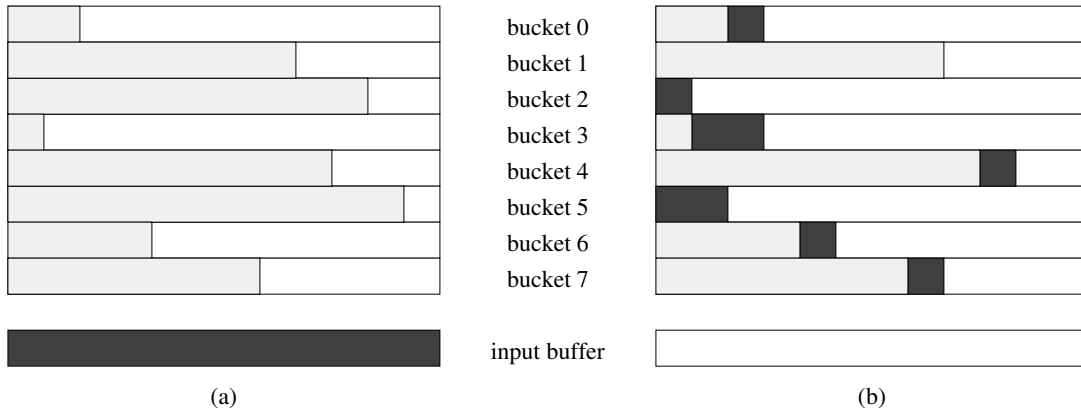 bucket 0
bucket 1
bucket 2
bucket 3
bucket 4
bucket 5
bucket 6
bucket 7
input buffer
(a) (b)